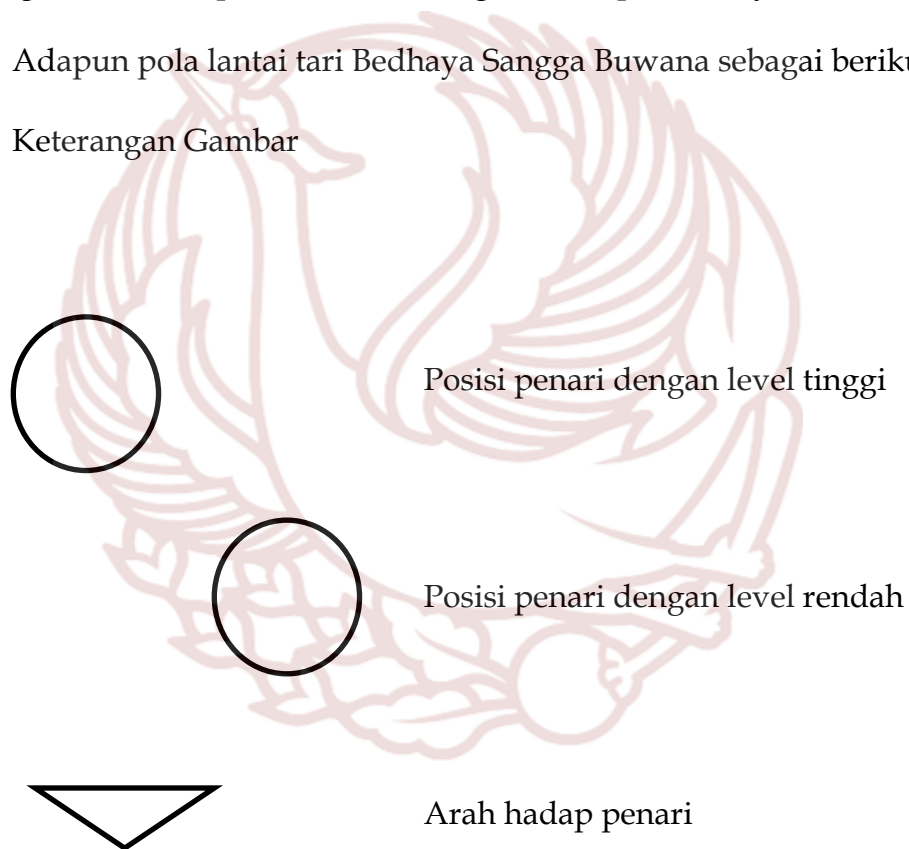 Adapun pola lantai tari Bedhaya Sangga Buwana sebagai
Keterangan Gambar
Posisi penari dengan level tinggi
Posisi penari dengan level rendah
Arah hadap penari